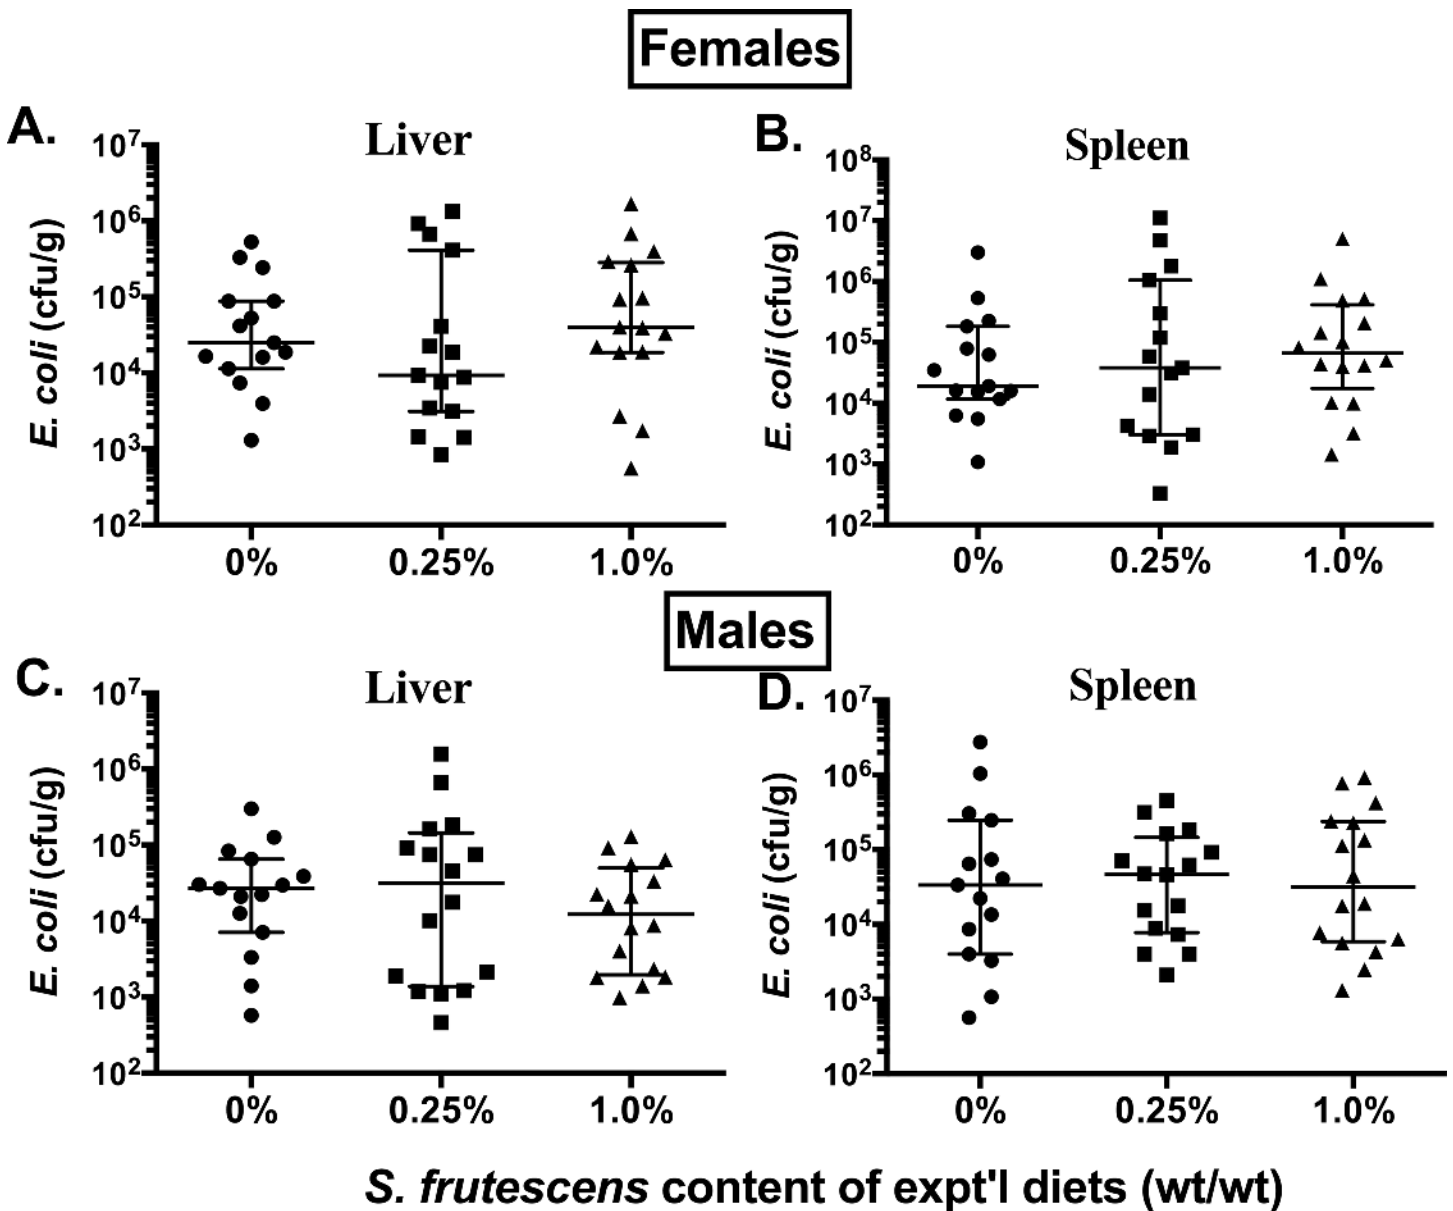 Females
A.
Liver
E. coli (cfu/g)
10⁷
10⁶
10⁵
10⁴
10³
10²
0% 0.25% 1.0%
B.
Spleen
E. coli (cfu/g)
10⁸
10⁷
10⁶
10⁵
10⁴
10³
10²
0% 0.25% 1.0%
Males
C.
Liver
E. coli (cfu/g)
10⁷
10⁶
10⁵
10⁴
10³
10²
0% 0.25% 1.0%
D.
Spleen
E. coli (cfu/g)
10⁷
10⁶
10⁵
10⁴
10³
10²
0% 0.25% 1.0%
S. frutescens content of expt'l diets (wt/wt)